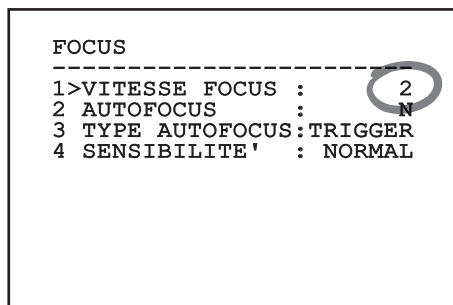 FOCUS
------------------------
1>VITESSE FOCUS :      2
2 AUTOFOCUS     :      N
3 TYPE AUTOFOCUS:TRIGGER
4 SENSIBILITE'  : NORMAL